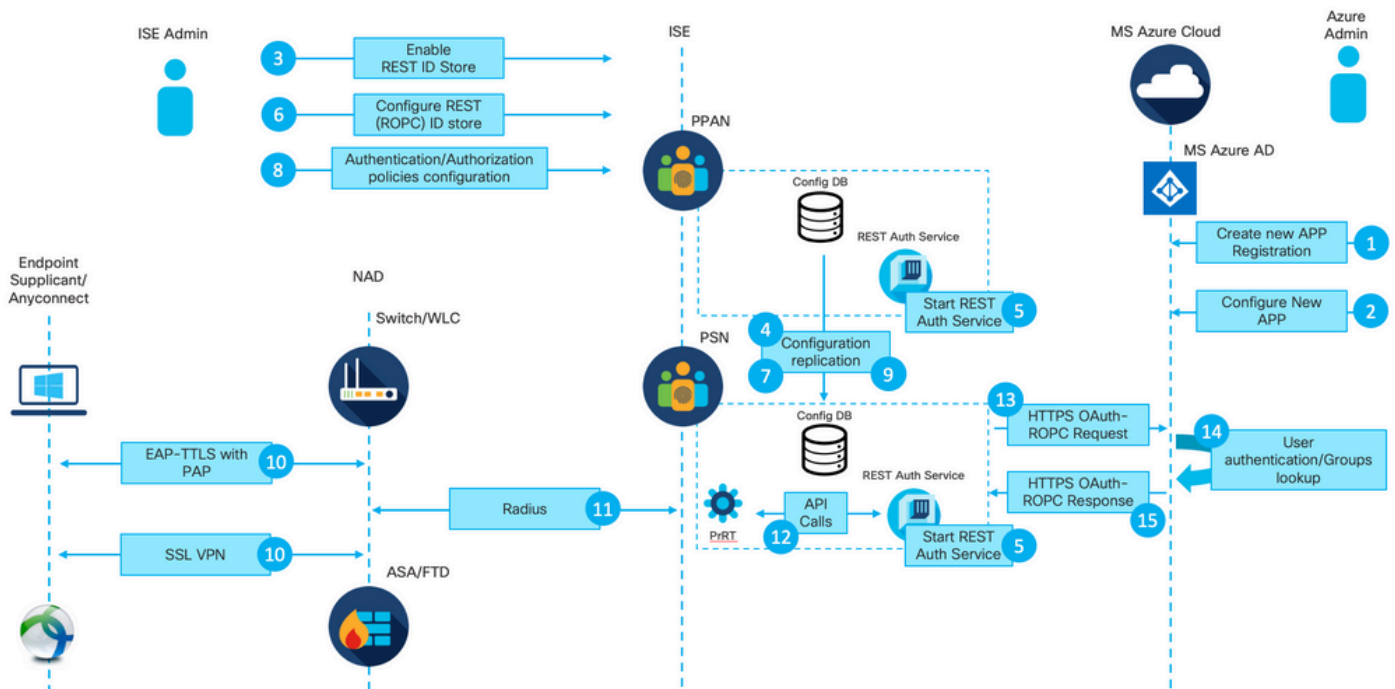 ISE Admin
ISE
MS Azure Cloud
Azure
Admin
3
Enable
REST ID Store
6
Configure REST
(ROPC) ID store
8
Authentication/Authorization
policies configuration
PPAN
Config DB
REST Auth Service
Start REST
Auth Service
5
MS Azure AD
Create new APP
Registration
1
Configure New
APP
2
Endpoint
Supplicant/
Anyconnect
NAD
Switch/WLC
PSN
4
Configuration
replication
7
9
Config DB
REST Auth Service
PrRT
API
Calls
12
Start REST
Auth Service
5
13
HTTPS OAuth-
ROPC Request
14
User
authentication/Groups
lookup
HTTPS OAuth-
ROPC Response
15
EAP-TTLS with
PAP
10
Radius
11
SSL VPN
10
ASA/FTD